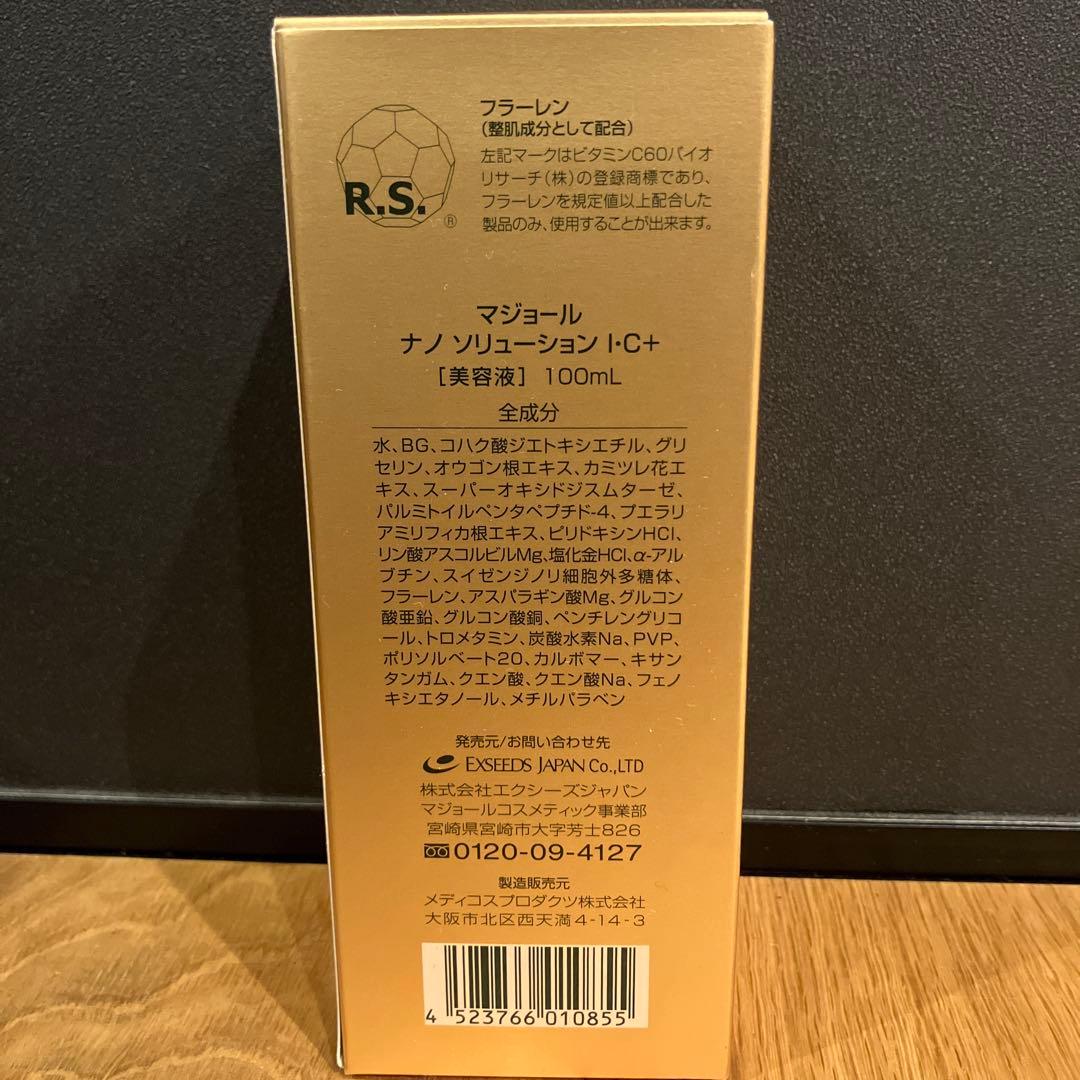 フラーレン
(整肌成分として配合)
左記マークはビタミンC60バイオ
リサーチ(株)の登録商標であり、
フラーレンを規定値以上配合した
製品のみ、使用することが出来ます。
R.S.®
マジョール
ナノ ソリューション I・C+
[美容液] 100mL
全成分
水、BG、コハク酸ジエトキシエチル、グリ
セリン、オウゴン根エキス、カミツレ花エ
キス、スーパーオキシドジスムターゼ、
パルミトイルペンタペプチド-4、プエラリ
アミリフィカ根エキス、ピリドキシンHCl、
リン酸アスコルビルMg、塩化金HCl、α-アル
ブチン、スイゼンジノリ細胞外多糖体、
フラーレン、アスパラギン酸Mg、グルコン
酸亜鉛、グルコン酸銅、ペンチレングリコ
ール、トロメタミン、炭酸水素Na、PVP、
ポリソルベート20、カルボマー、キサン
タンガム、クエン酸、クエン酸Na、フェノ
キシエタノール、メチルパラベン
発売元/お問い合わせ先
EXSEEDS JAPAN Co.,LTD
株式会社エクシーズジャパン
マジョールコスメティック事業部
宮崎県宮崎市大字芳士826
0120-09-4127
製造販売元
メディコスプロダクツ株式会社
大阪市北区西天満4-14-3
4 523766 010855